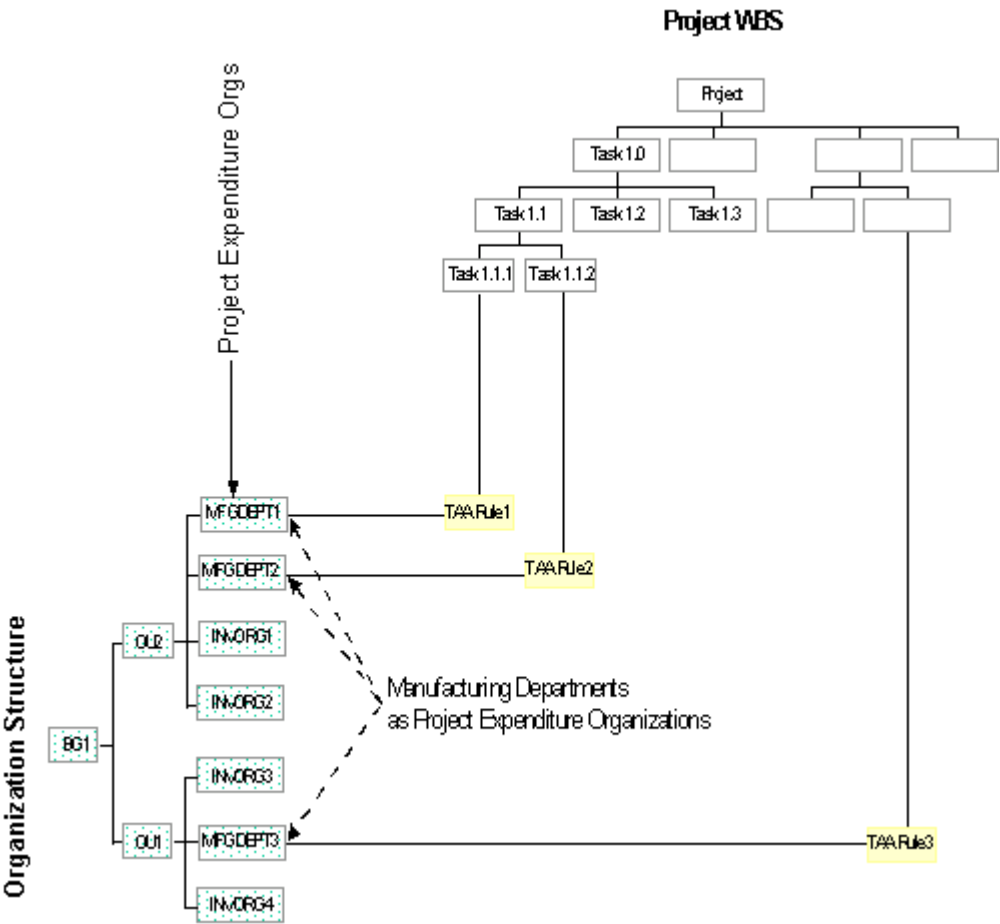 Project WBS
Project Expenditure Orgs
Project
Task 1.0
Task 1.1
Task 1.2
Task 1.3
Task 1.1.1
Task 1.1.2
MFGDEPT1
TAA Rule1
MFGDEPT2
TAA Rule2
Organization Structure
OU2
INVORG1
INVORG2
Manufacturing Departments
as Project Expenditure Organizations
BG1
INVORG3
OU1
MFGDEPT3
TAA Rule3
INVORG4